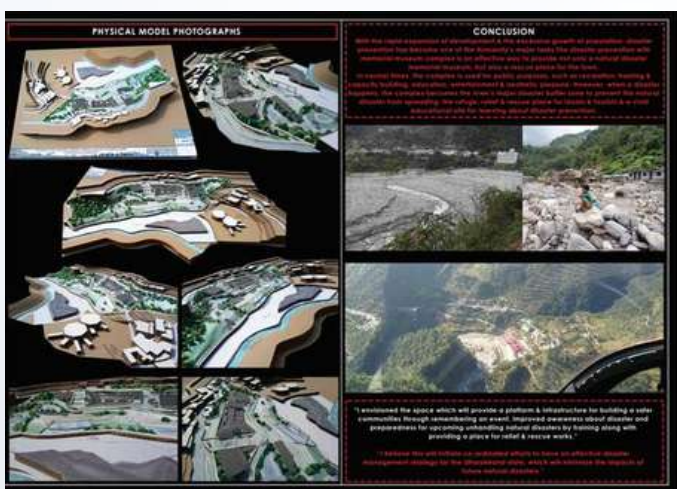 PHYSICAL MODEL PHOTOGRAPHS
CONCLUSION
With the rapid expansion of development & the excessive growth of population disaster
prevention has become one of the Humanity's major tasks. The disaster prevention with
memorial museum complex is an effective way to provide not only a natural disaster
memorial museum, but also a rescue place for the town.
In normal times, the complex is used for public purposes, such as recreation, training &
capacity building, education, entertainment & aesthetic purpose. However, when a disaster
happens, the complex becomes the town's major disaster buffer zone to prevent the natural
disaster from spreading, the refuge, relief & rescue place for locals & tourists &
educational site for learning about disaster prevention.
"I envisioned the space which will provide a platform & infrastructure for building a safer
communities through remembering an event, improved awareness about disaster and
preparedness for upcoming unhandling natural disasters by training along with
providing a place for relief & rescue works."
"I believe this will initiate co-ordinated efforts to have an effective disaster
management strategy for the Uttarakhand state, which will minimize the impacts of
future natural disasters."